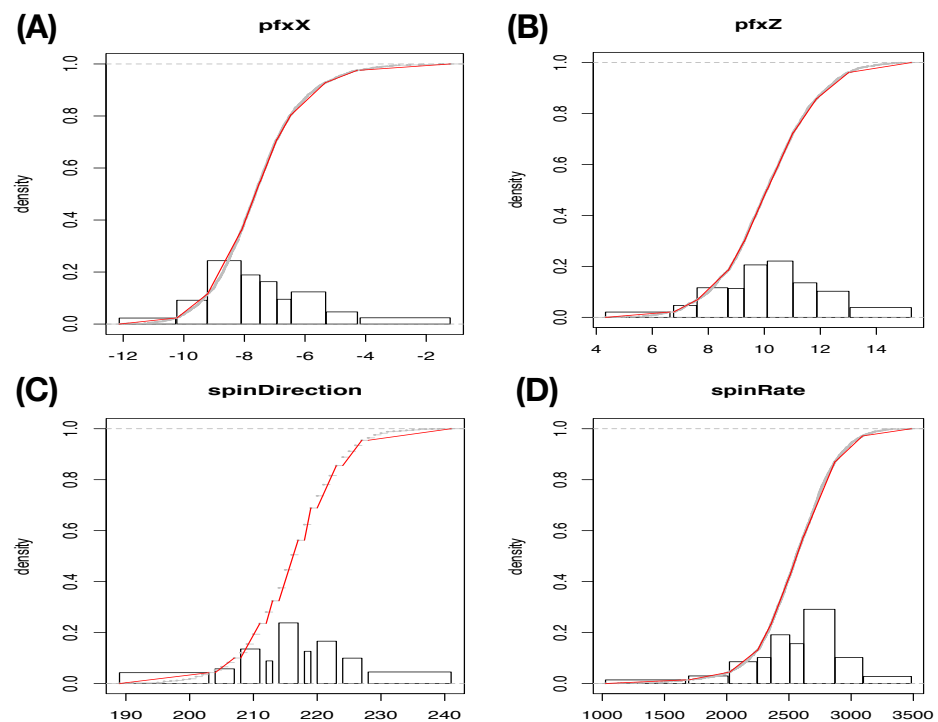 (A)
pfxX
density
0.0 0.2 0.4 0.6 0.8 1.0
-12 -10 -8 -6 -4 -2
(B)
pfxZ
density
0.0 0.2 0.4 0.6 0.8 1.0
4 6 8 10 12 14
(C)
spinDirection
density
0.0 0.2 0.4 0.6 0.8 1.0
190 200 210 220 230 240
(D)
spinRate
density
0.0 0.2 0.4 0.6 0.8 1.0
1000 1500 2000 2500 3000 3500